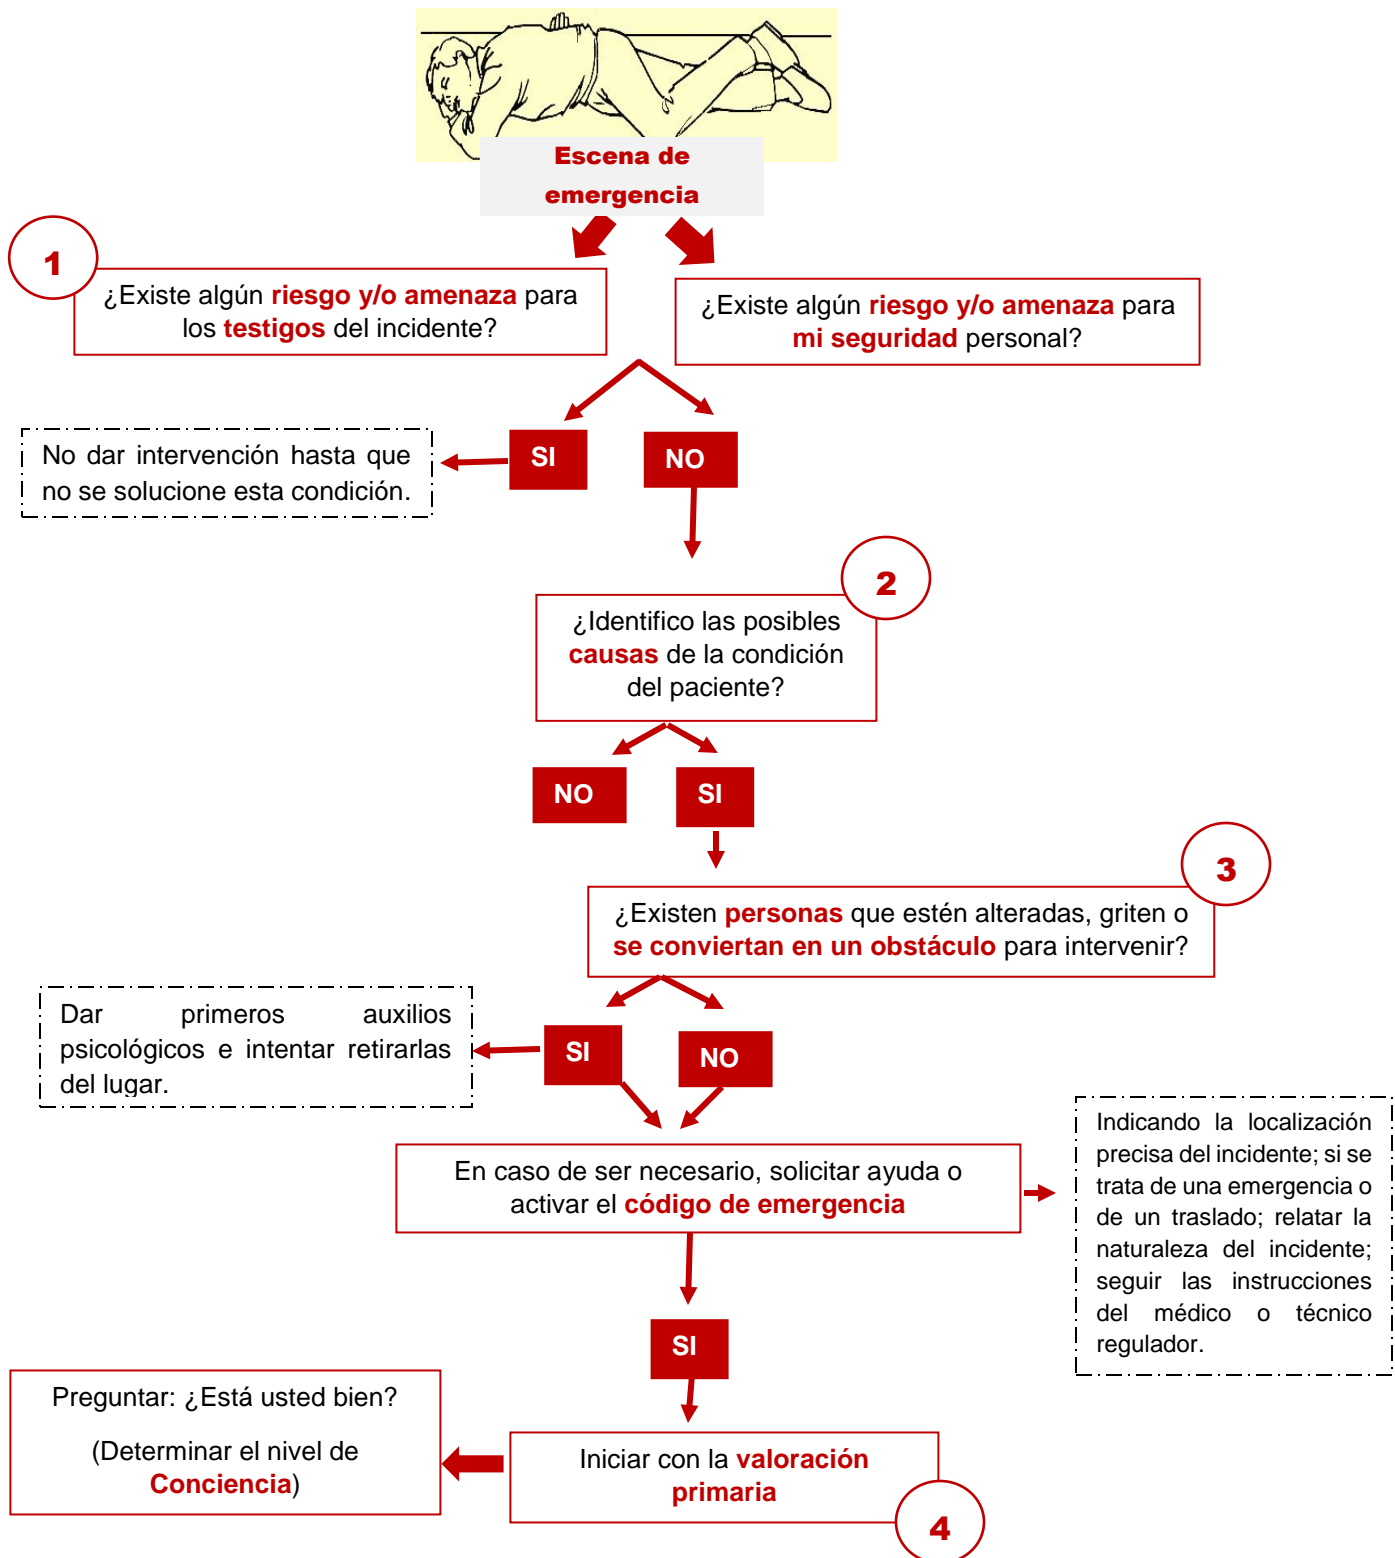 Escena de
emergencia
1
¿Existe algún riesgo y/o amenaza para
los testigos del incidente?
¿Existe algún riesgo y/o amenaza para
mi seguridad personal?
No dar intervención hasta que
no se solucione esta condición.
SI
NO
2
¿Identifico las posibles
causas de la condición
del paciente?
NO
SI
3
¿Existen personas que estén alteradas, griten o
se conviertan en un obstáculo para intervenir?
Dar primeros auxilios
psicológicos e intentar retirarlas
del lugar.
SI
NO
En caso de ser necesario, solicitar ayuda o
activar el código de emergencia
Indicando la localización
precisa del incidente; si se
trata de una emergencia o
de un traslado; relatar la
naturaleza del incidente;
seguir las instrucciones
del médico o técnico
regulador.
SI
Preguntar: ¿Está usted bien?
(Determinar el nivel de
Conciencia)
Iniciar con la valoración
primaria
4